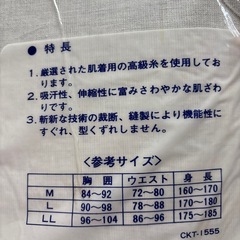 ● 特長
1. 厳選された肌着用の高級糸を使用しており
ます。
2. 吸汗性、伸縮性に富みさわやかな肌ざわ
りです。
3. 斬新な技術の裁断、縫製により機能性に
すぐれ、型くずれしません。
〈参考サイズ〉
胸囲 ウエスト 身長
M 84〜92 72〜80 160〜170
L 90〜98 78〜88 170〜180
LL 96〜104 86〜96 175〜185
CKT-1555